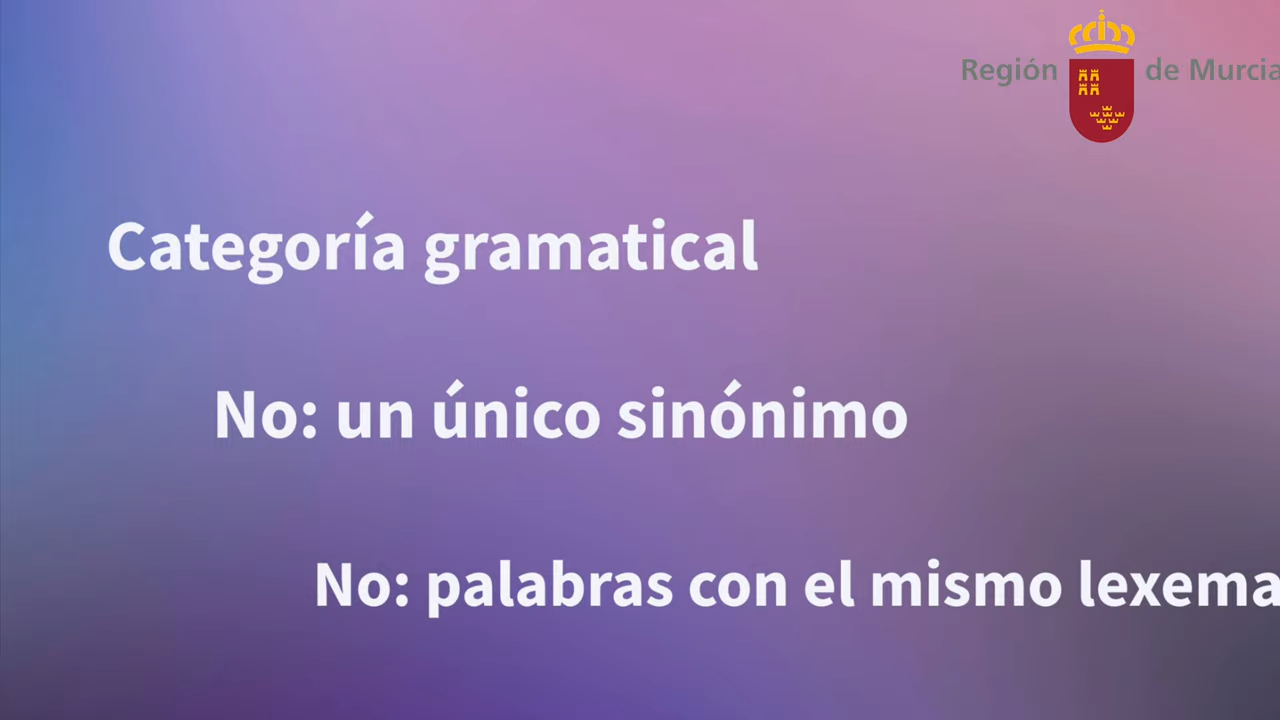 Región de Murcia
Categoría gramatical
No: un único sinónimo
No: palabras con el mismo lexema